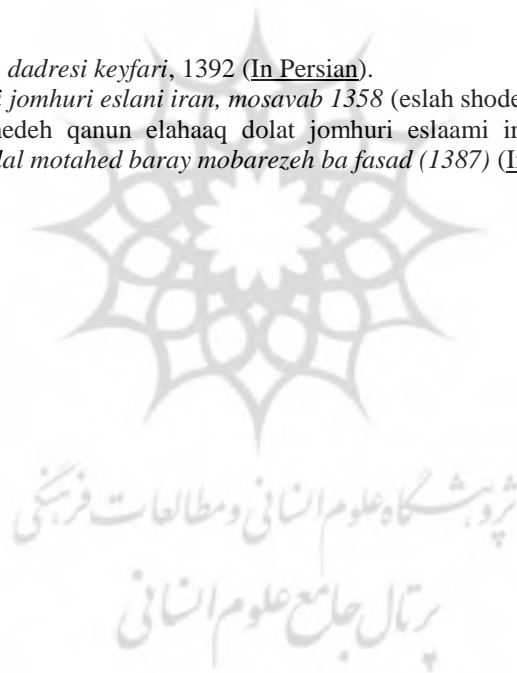 dadresi keyfari, 1392 (In Persian).
i jomhuri eslani iran, mosavab 1358 (eslah shode
edeh qanun elahaaq dolat jomhuri eslaami ir
lal motahed baray mobarezeh ba fasad (1387) (I
پژوهشگاه علوم انسانی و مطالعات فرهنگی
پرتال جامع علوم انسانی